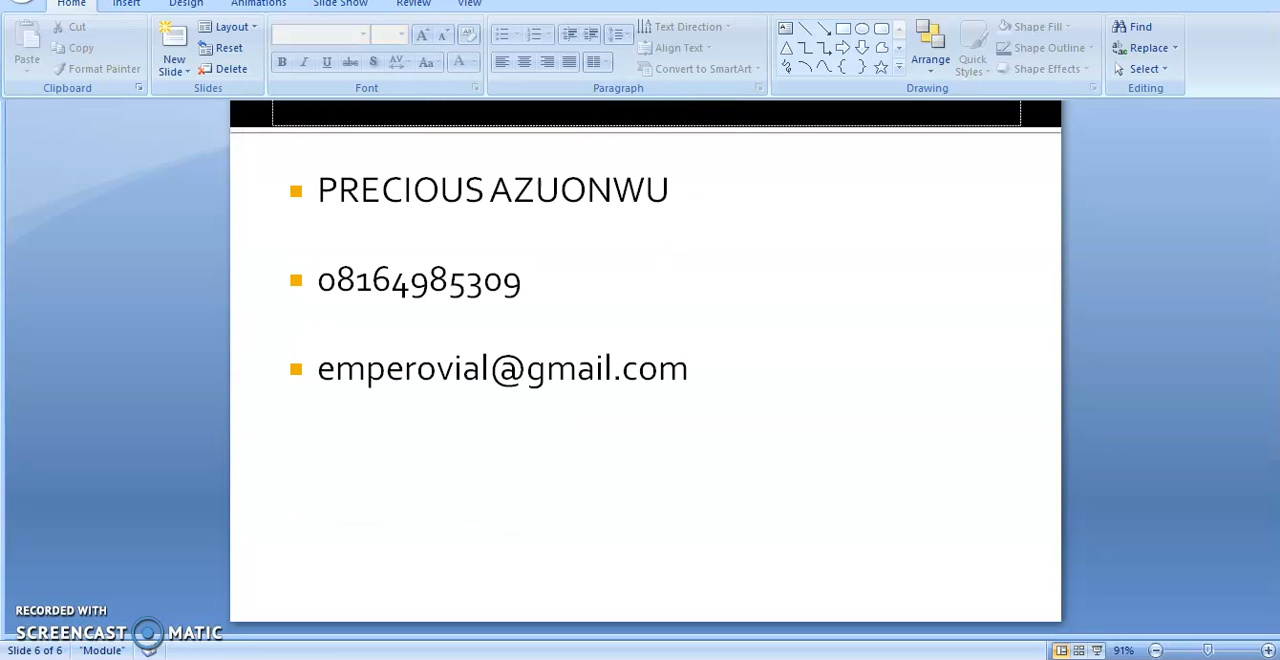 Home Insert Design Animations Slide Show Review View
Cut
Copy
Format Painter
Paste
Clipboard
New Slide
Layout
Reset
Delete
Slides
B I U abc S AV Aa A
Font
Text Direction
Align Text
Convert to SmartArt
Paragraph
Arrange
Quick Styles
Shape Fill
Shape Outline
Shape Effects
Drawing
Find
Replace
Select
Editing
PRECIOUS AZUONWU
08164985309
emperovial@gmail.com
RECORDED WITH
SCREENCAST MATIC
Slide 6 of 6 "Module" 91%